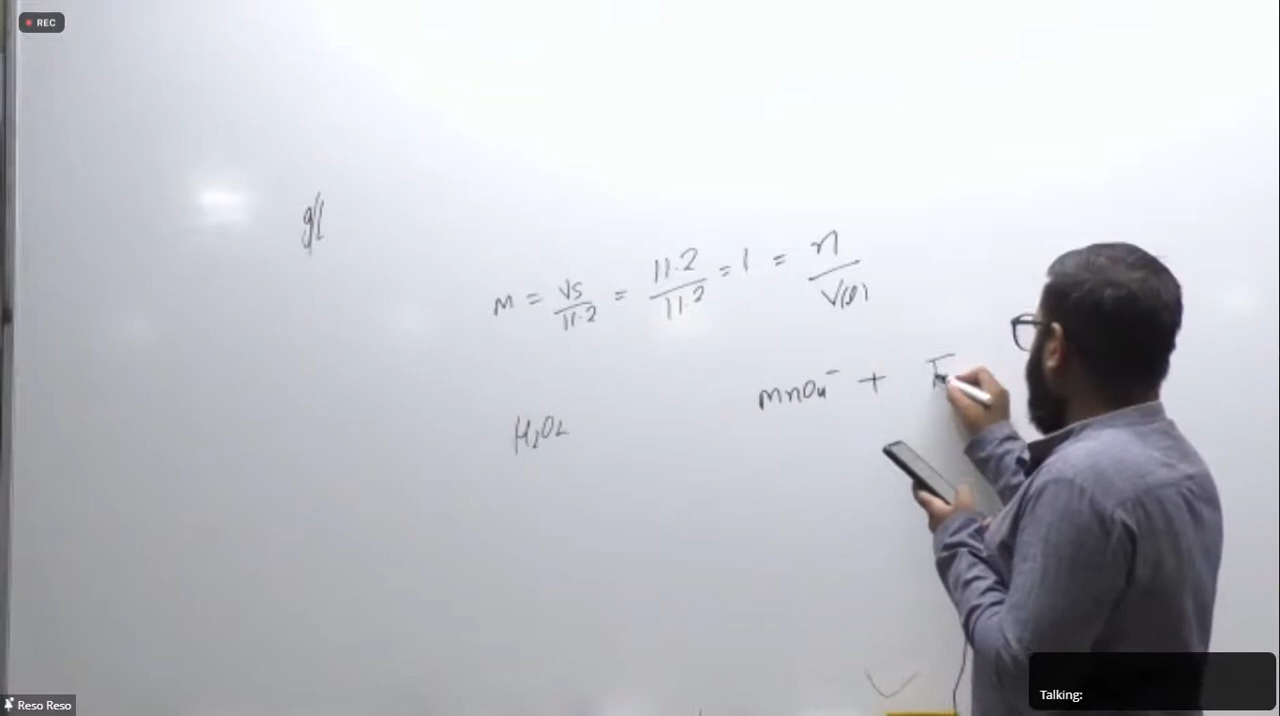 REC
g/l
M = VS/11.2 = 11.2/11.2 = 1 = n/V(l)
MnO4⁻ +
H2O2
Reso Reso
Talking: